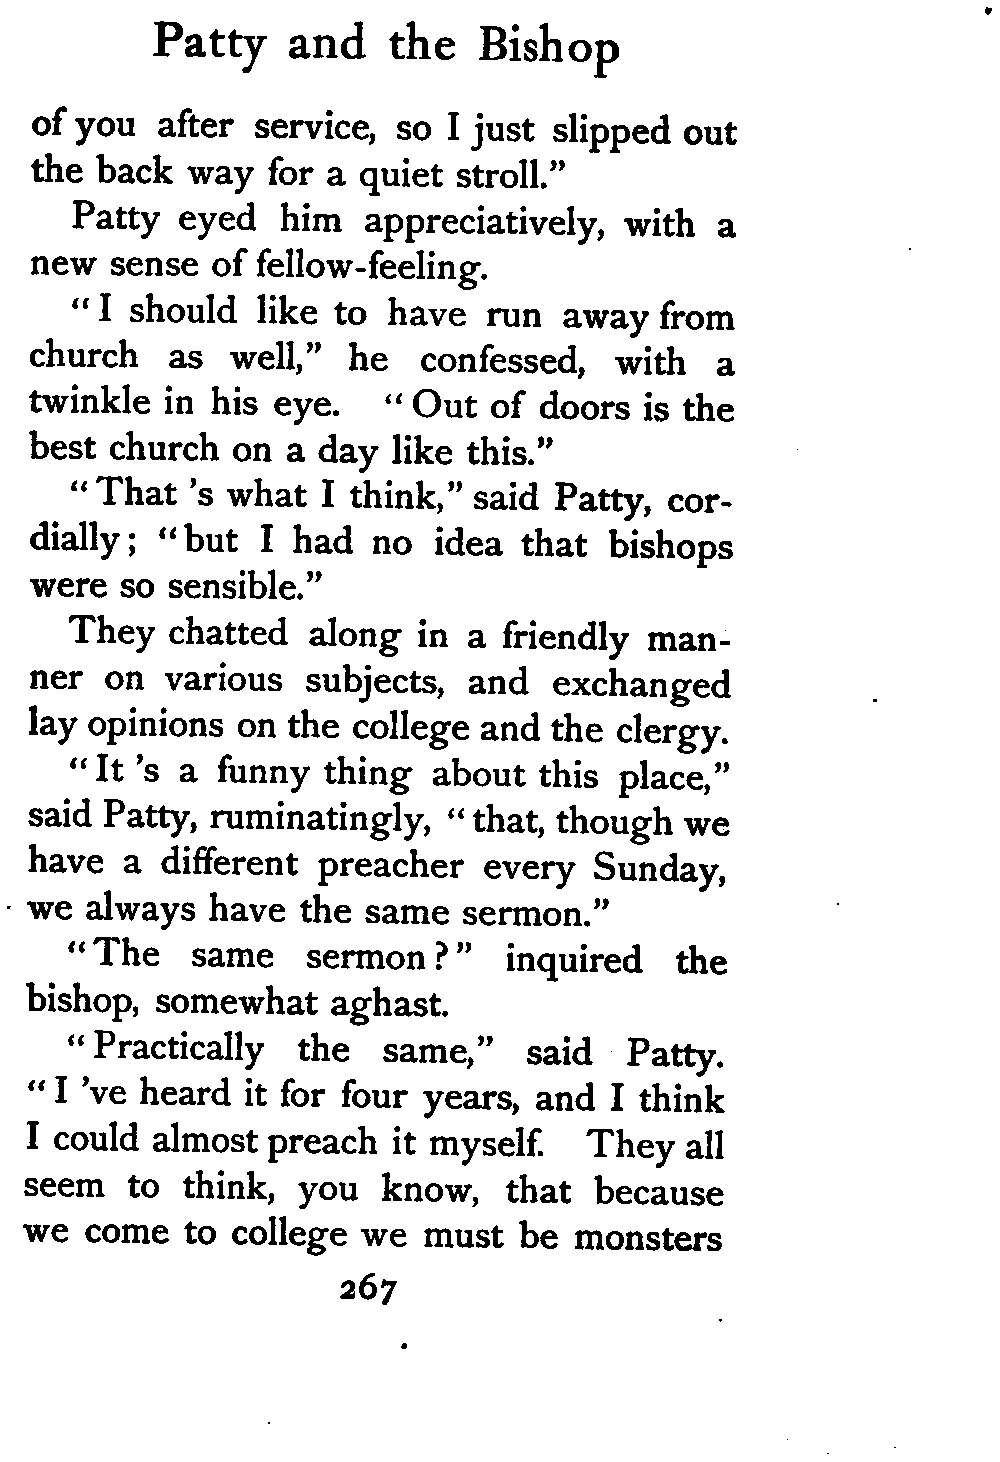 Patty and the Bishop
of you after service, so I just slipped out
the back way for a quiet stroll."
Patty eyed him appreciatively, with a
new sense of fellow-feeling.
"I should like to have run away from
church as well," he confessed, with a
twinkle in his eye. "Out of doors is the
best church on a day like this."
"That 's what I think," said Patty, cor-
dially; "but I had no idea that bishops
were so sensible."
They chatted along in a friendly man-
ner on various subjects, and exchanged
lay opinions on the college and the clergy.
"It 's a funny thing about this place,"
said Patty, ruminatingly, "that, though we
have a different preacher every Sunday,
we always have the same sermon."
"The same sermon?" inquired the
bishop, somewhat aghast.
"Practically the same," said Patty.
"I 've heard it for four years, and I think
I could almost preach it myself. They all
seem to think, you know, that because
we come to college we must be monsters
267